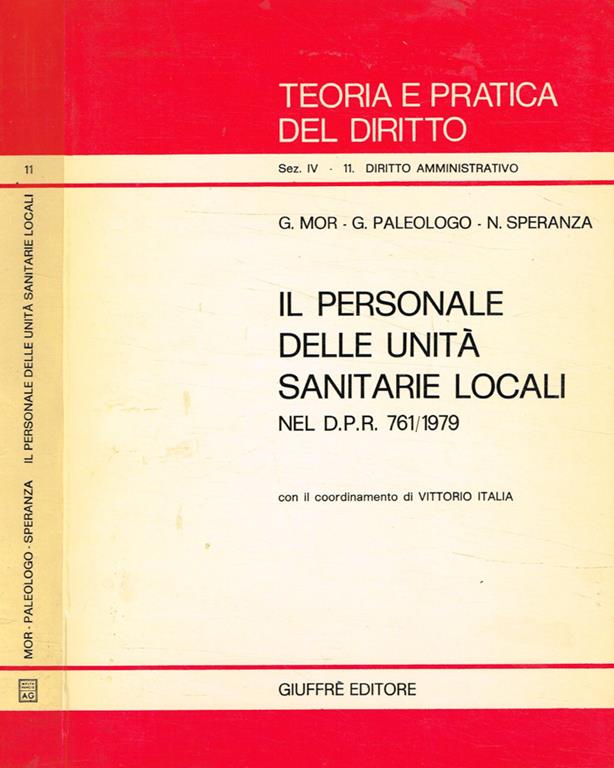 TEORIA E PRATICA
DEL DIRITTO
Sez. IV - 11. DIRITTO AMMINISTRATIVO
G. MOR - G. PALEOLOGO - N. SPERANZA
IL PERSONALE
DELLE UNITÀ
SANITARIE LOCALI
NEL D.P.R. 761/1979
con il coordinamento di VITTORIO ITALIA
GIUFFRÈ EDITORE
11
MOR - PALEOLOGO - SPERANZA IL PERSONALE DELLE UNITÀ SANITARIE LOCALI
AG